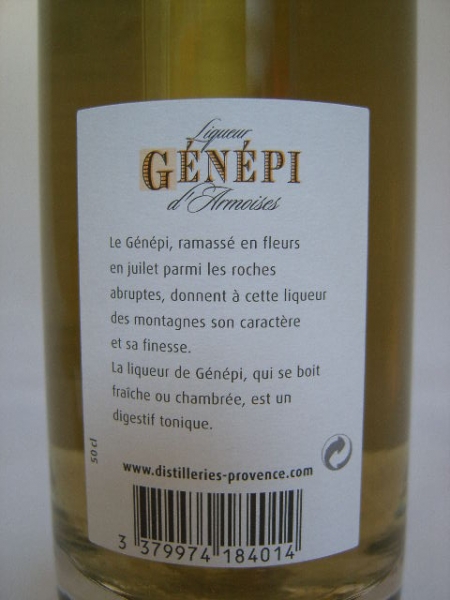 Liqueur
GÉNÉPI
d'Armoises
Le Génépi, ramassé en fleurs
en juilet parmi les roches
abruptes, donnent à cette liqueur
des montagnes son caractère
et sa finesse.
La liqueur de Génépi, qui se boit
fraîche ou chambrée, est un
digestif tonique.
50 cl
www.distilleries-provence.com
3 379974 184014